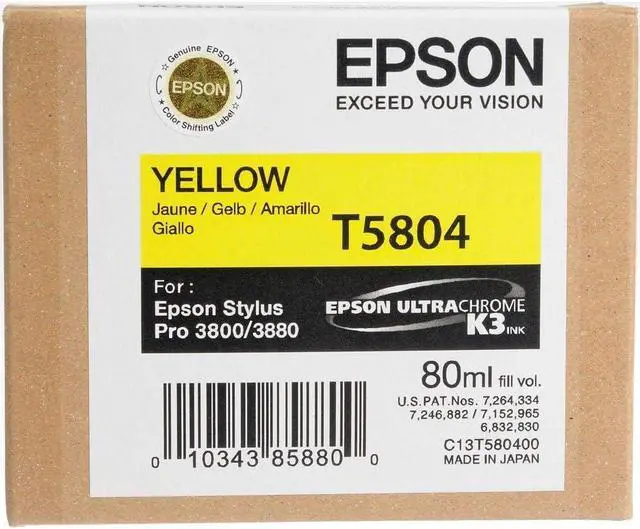 Genuine EPSON
EPSON
Color Shifting Label
EPSON
EXCEED YOUR VISION
YELLOW
Jaune / Gelb / Amarillo
Giallo
T5804
For :
Epson Stylus
Pro 3800/3880
EPSON ULTRACHROME
K3 INK
80ml fill vol.
U.S.PAT.Nos. 7,264,334
7,246,882 / 7,152,965
6,832,830
C13T580400
MADE IN JAPAN
0 10343 85880 0